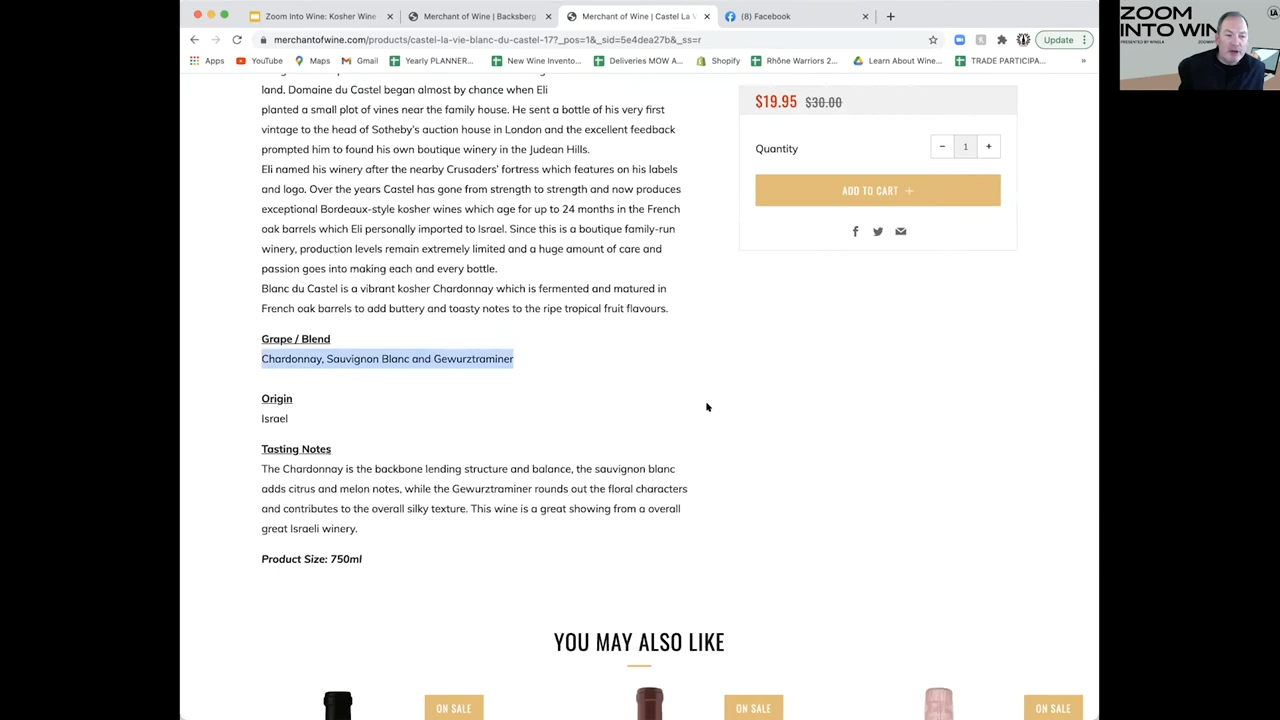 Zoom Into Wine: Kosher Wine
Merchant of Wine | Backsberg
Merchant of Wine | Castel La V
(8) Facebook
merchantofwine.com/products/castel-la-vie-blanc-du-castel-17?_pos=1&_sid=5e4dea27b&_ss=r
Update
Apps
YouTube
Maps
Gmail
Yearly PLANNER...
New Wine Invento...
Deliveries MOW A...
Shopify
Rhône Warriors 2...
Learn About Wine...
TRADE PARTICIPA...
»
ZOOM
INTO WIN
PRESENTED BY WINELA
LA
land. Domaine du Castel began almost by chance when Eli
planted a small plot of vines near the family house. He sent a bottle of his very first
vintage to the head of Sotheby's auction house in London and the excellent feedback
prompted him to found his own boutique winery in the Judean Hills.
Eli named his winery after the nearby Crusaders' fortress which features on his labels
and logo. Over the years Castel has gone from strength to strength and now produces
exceptional Bordeaux-style kosher wines which age for up to 24 months in the French
oak barrels which Eli personally imported to Israel. Since this is a boutique family-run
winery, production levels remain extremely limited and a huge amount of care and
passion goes into making each and every bottle.
Blanc du Castel is a vibrant kosher Chardonnay which is fermented and matured in
French oak barrels to add buttery and toasty notes to the ripe tropical fruit flavours.
Grape / Blend
Chardonnay, Sauvignon Blanc and Gewurztraminer
Origin
Israel
Tasting Notes
The Chardonnay is the backbone lending structure and balance, the sauvignon blanc
adds citrus and melon notes, while the Gewurztraminer rounds out the floral characters
and contributes to the overall silky texture. This wine is a great showing from a overall
great Israeli winery.
Product Size: 750ml
$19.95 $30.00
Quantity
− 1 +
ADD TO CART +
YOU MAY ALSO LIKE
ON SALE
ON SALE
ON SALE